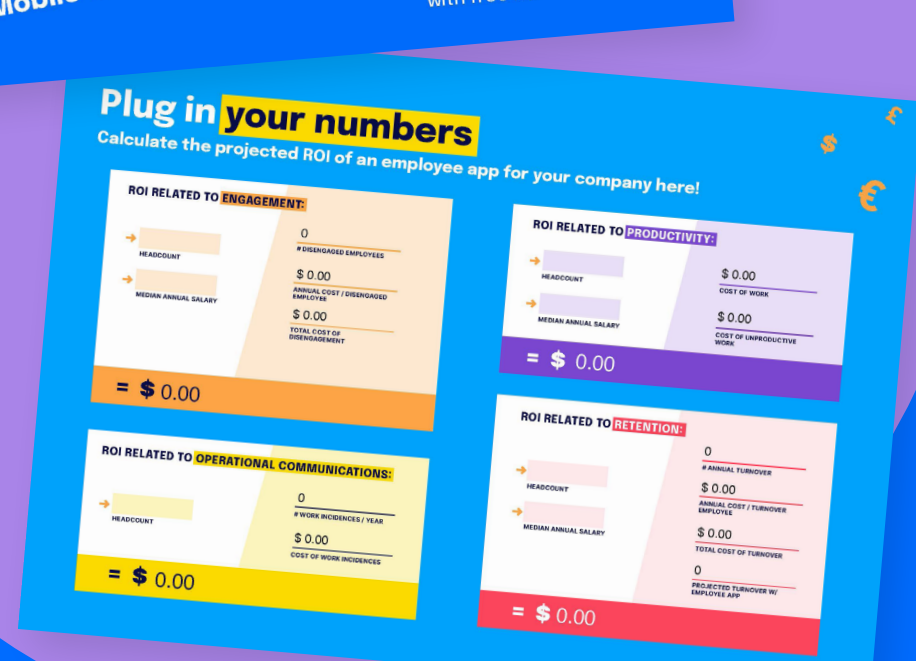 Plug in your numbers
Calculate the projected ROI of an employee app for your company here!
$
£
€
ROI RELATED TO ENGAGEMENT:
HEADCOUNT
MEDIAN ANNUAL SALARY
0
# DISENGAGED EMPLOYEES
$ 0.00
ANNUAL COST / DISENGAGED
EMPLOYEE
$ 0.00
TOTAL COST OF
DISENGAGEMENT
= $ 0.00
ROI RELATED TO PRODUCTIVITY:
HEADCOUNT
MEDIAN ANNUAL SALARY
$ 0.00
COST OF WORK
$ 0.00
COST OF UNPRODUCTIVE
WORK
= $ 0.00
ROI RELATED TO OPERATIONAL COMMUNICATIONS:
HEADCOUNT
0
# WORK INCIDENCES / YEAR
$ 0.00
COST OF WORK INCIDENCES
= $ 0.00
ROI RELATED TO RETENTION:
HEADCOUNT
MEDIAN ANNUAL SALARY
0
# ANNUAL TURNOVER
$ 0.00
ANNUAL COST / TURNOVER
EMPLOYEE
$ 0.00
TOTAL COST OF TURNOVER
0
PROJECTED TURNOVER W/
EMPLOYEE APP
= $ 0.00